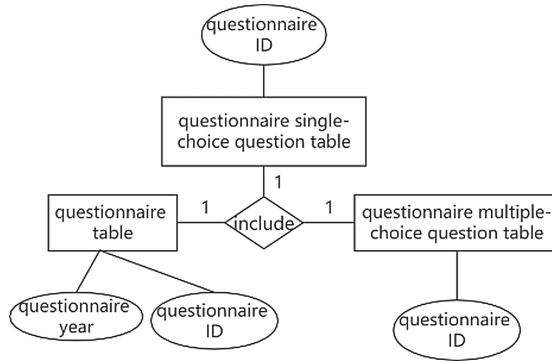 questionnaire
ID
questionnaire single-
choice question table
1
questionnaire
table
1
include
1
questionnaire multiple-
choice question table
questionnaire
year
questionnaire
ID
questionnaire
ID